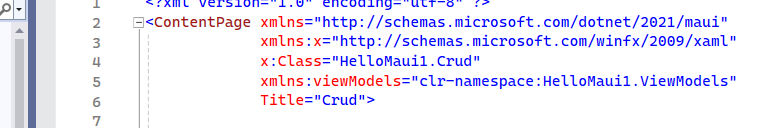 1 <?xml version="1.0" encoding="utf-8" ?>
2 <ContentPage xmlns="http://schemas.microsoft.com/dotnet/2021/maui"
3 xmlns:x="http://schemas.microsoft.com/winfx/2009/xaml"
4 x:Class="HelloMaui1.Crud"
5 xmlns:viewModels="clr-namespace:HelloMaui1.ViewModels"
6 Title="Crud">
7